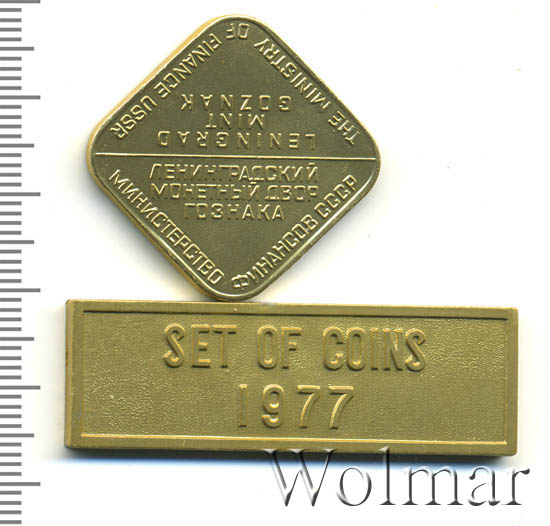 THE MINISTRY OF FINANCE USSR
LENINGRAD
MINT
GOZNAK
ЛЕНИНГРАДСКИЙ
МОНЕТНЫЙ ДВОР
ГОЗНАКА
МИНИСТЕРСТВО ФИНАНСОВ СССР
SET OF COINS
1977
Wolmar